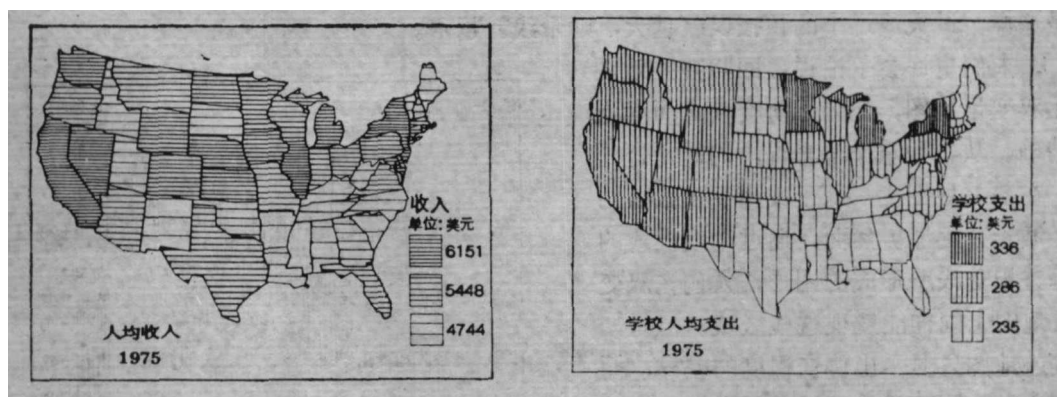 收入
单位: 美元
6151
5448
4744
人均收入
1975
学校支出
单位: 美元
336
286
235
学校人均支出
1975